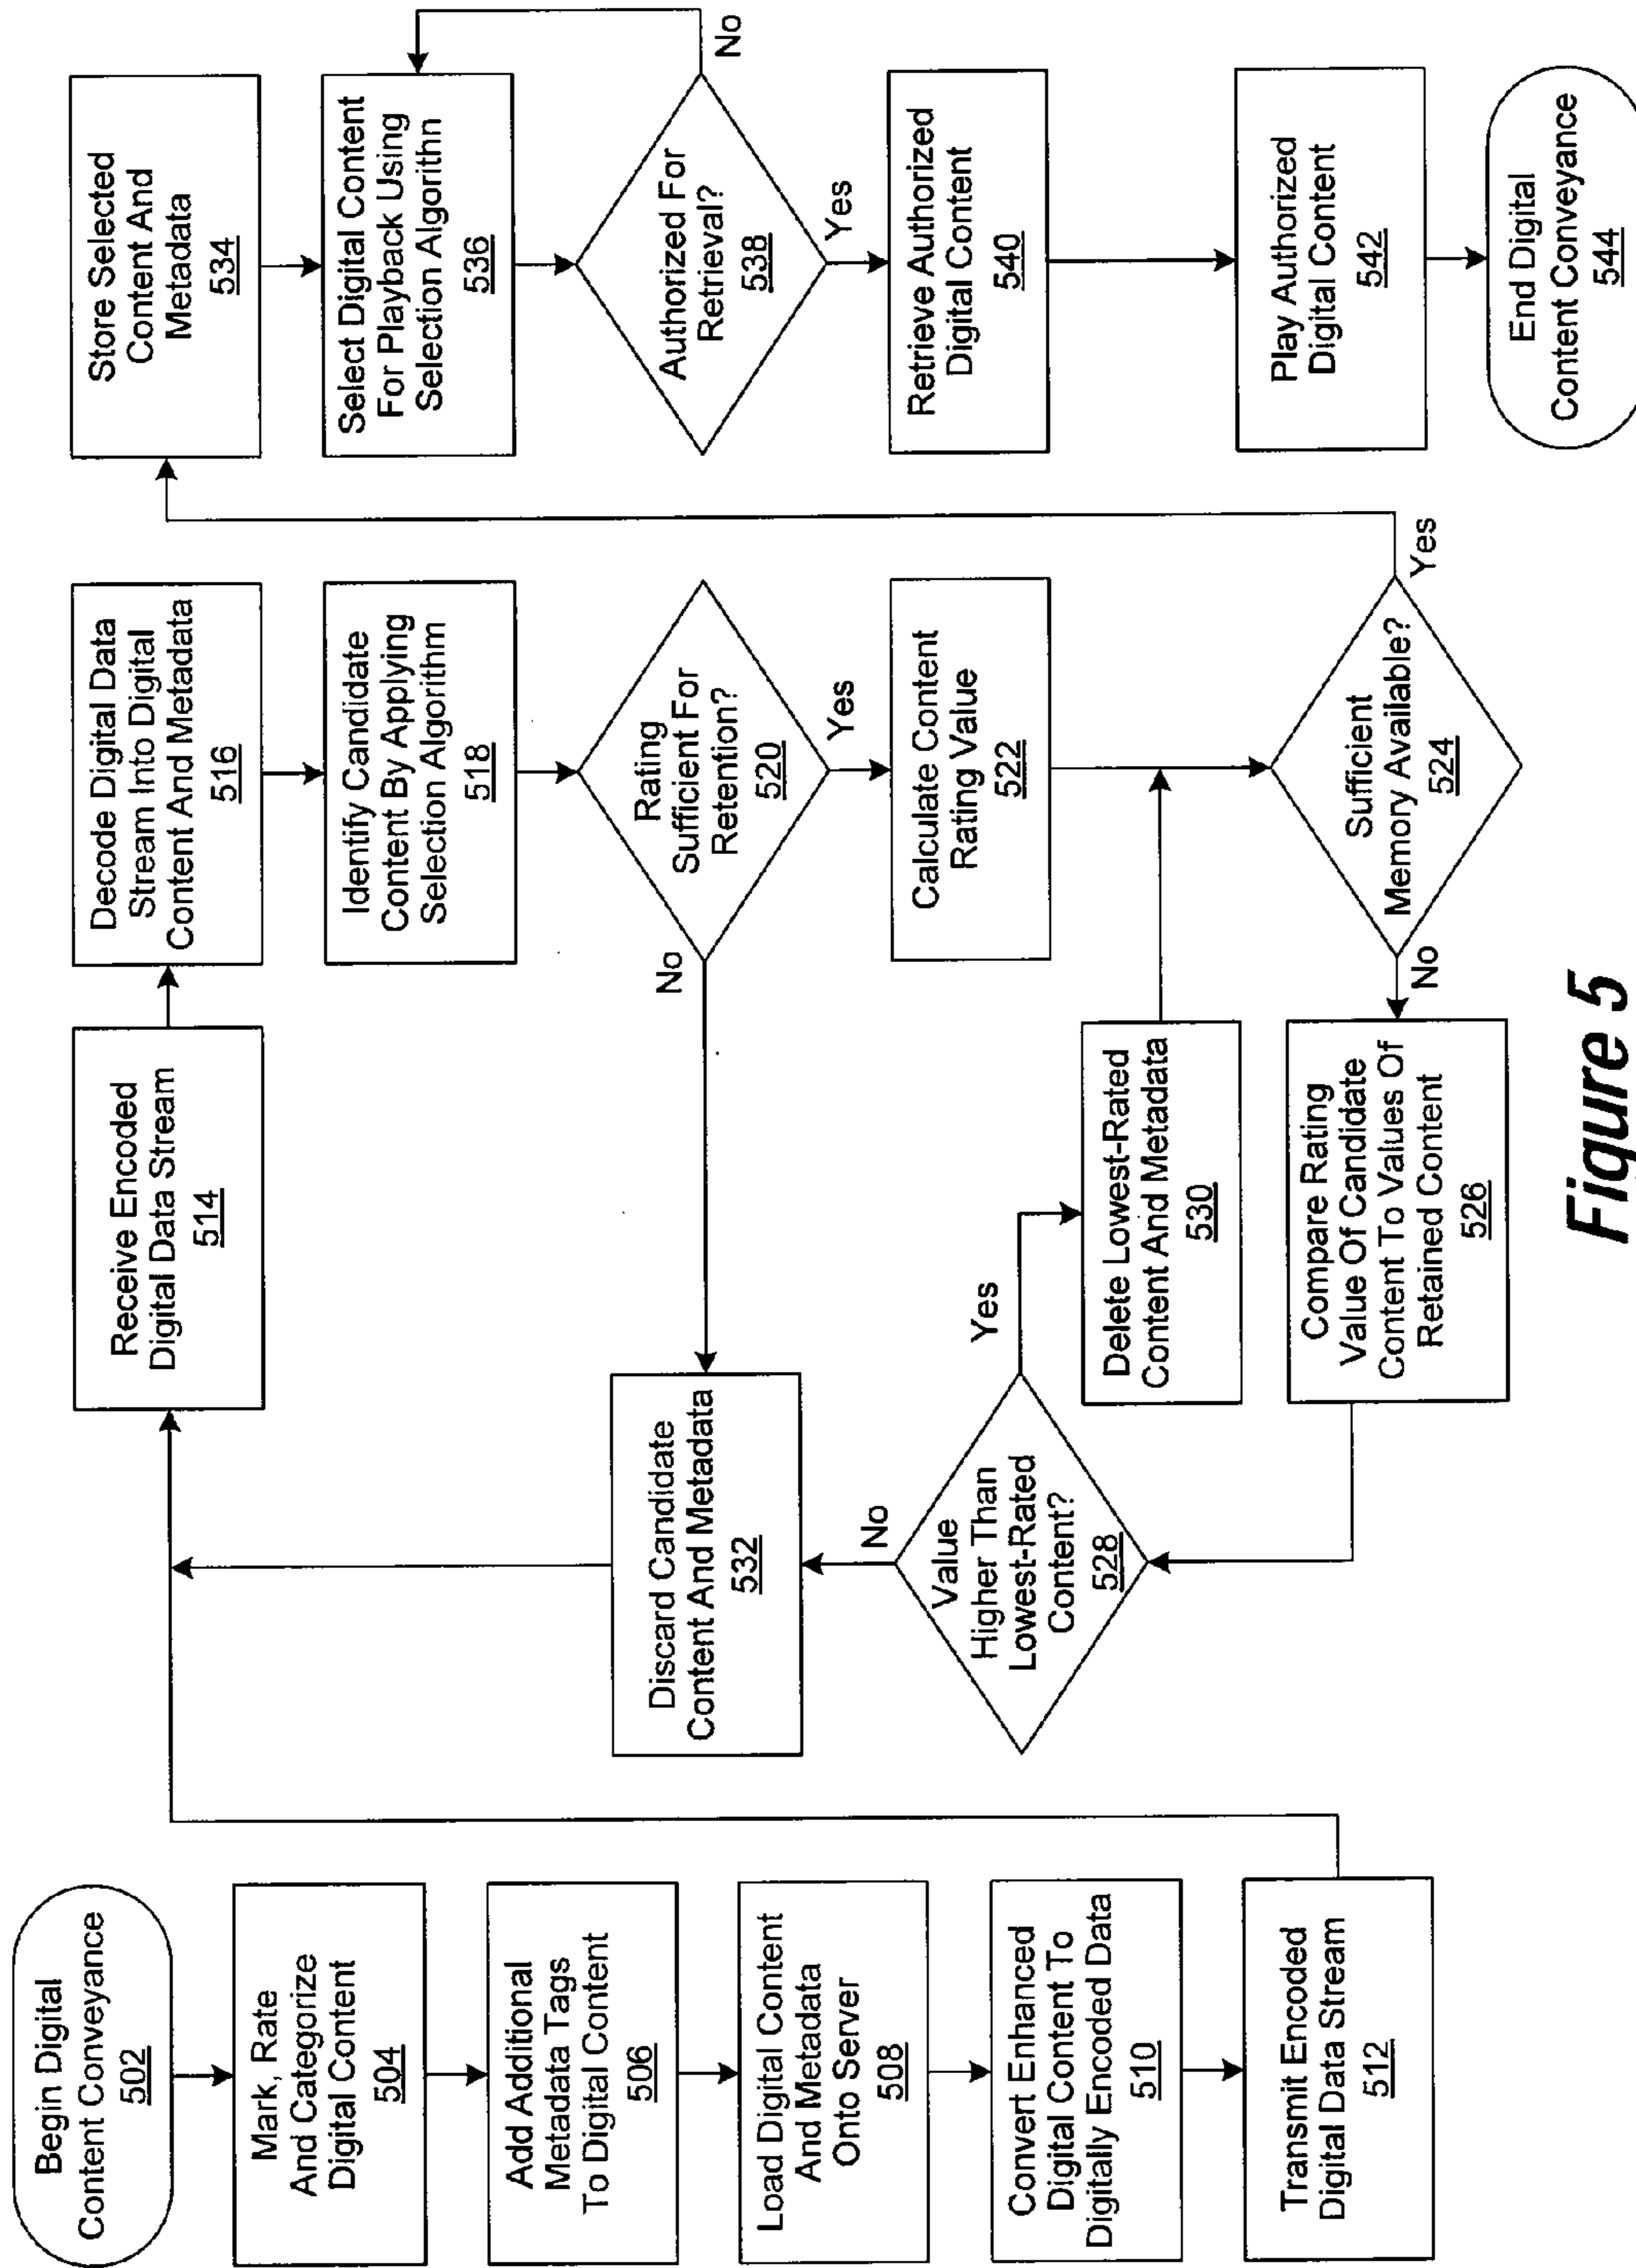 Begin Digital
Content Conveyance
502
Mark, Rate
And Categorize
Digital Content
504
Add Additional
Metadata Tags
To Digital Content
506
Load Digital Content
And Metadata
Onto Server
508
Convert Enhanced
Digital Content To
Digitally Encoded Data
510
Transmit Encoded
Digital Data Stream
512
Receive Encoded
Digital Data Stream
514
Decode Digital Data
Stream Into Digital
Content And Metadata
516
Identify Candidate
Content By Applying
Selection Algorithm
518
Rating
Sufficient For
Retention?
520
No
Yes
Calculate Content
Rating Value
522
Sufficient
Memory Available?
524
No
Yes
Compare Rating
Value Of Candidate
Content To Values Of
Retained Content
526
Value
Higher Than
Lowest-Rated
Content?
528
No
Yes
Delete Lowest-Rated
Content And Metadata
530
Discard Candidate
Content And Metadata
532
Store Selected
Content And
Metadata
534
Select Digital Content
For Playback Using
Selection Algorithm
536
Authorized For
Retrieval?
538
No
Yes
Retrieve Authorized
Digital Content
540
Play Authorized
Digital Content
542
End Digital
Content Conveyance
544
Figure 5